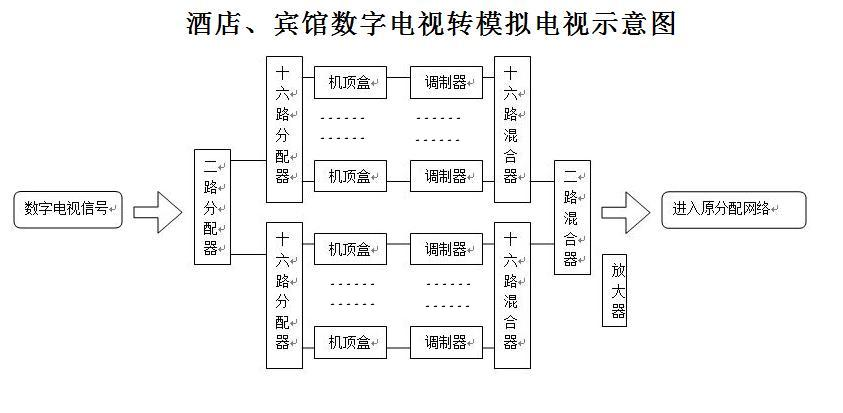 酒店、宾馆数字电视转模拟电视示意图
数字电视信号
二路分配器
十六路分配器
机顶盒
调制器
十六路混合器
机顶盒
调制器
十六路分配器
机顶盒
调制器
十六路混合器
机顶盒
调制器
二路混合器
放大器
进入原分配网络